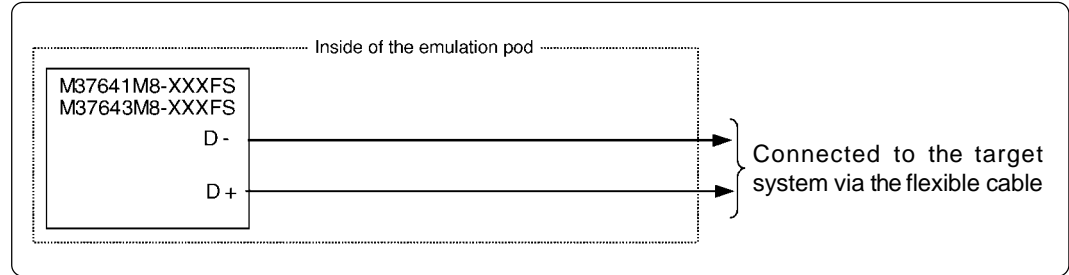 Inside of the emulation pod
M37641M8-XXXFS
M37643M8-XXXFS
D -
D +
Connected to the target
system via the flexible cable